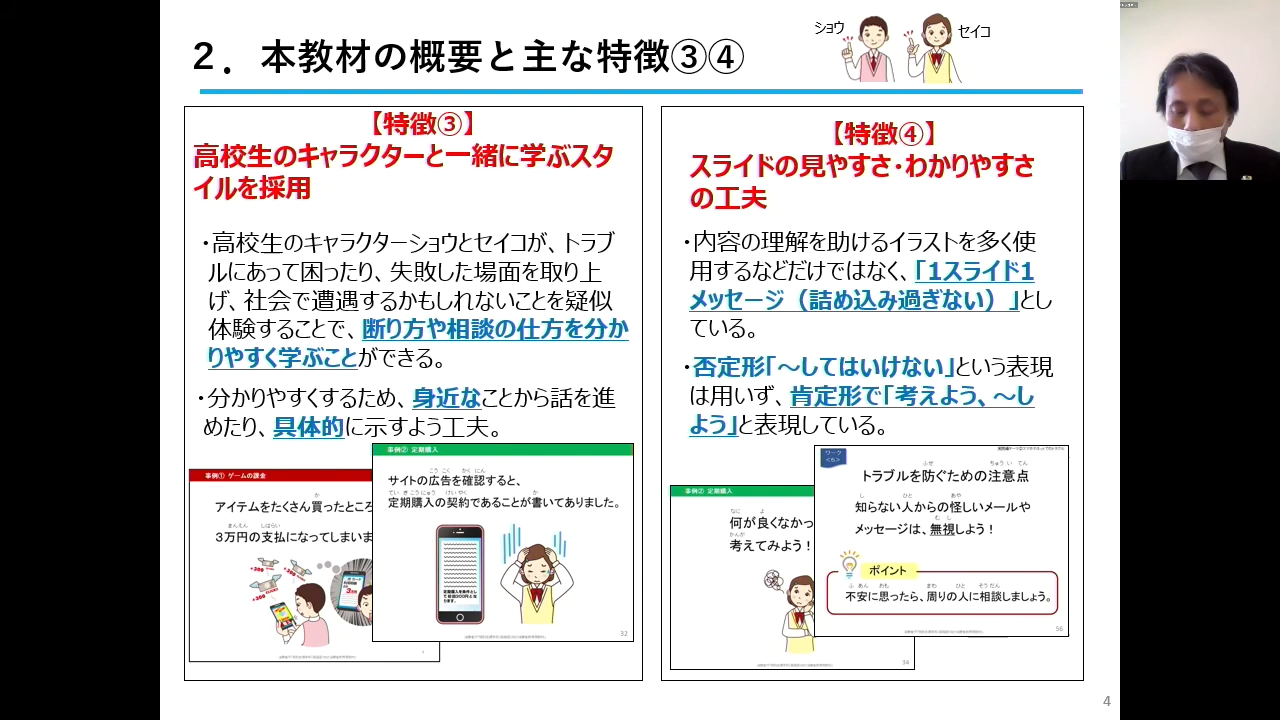 ２．本教材の概要と主な特徴③④
ショウ
セイコ
【特徴③】
高校生のキャラクターと一緒に学ぶスタ
イルを採用
・高校生のキャラクターショウとセイコが、トラブ
ルにあって困ったり、失敗した場面を取り上
げ、社会で遭遇するかもしれないことを疑似
体験することで、断り方や相談の仕方を分か
りやすく学ぶことができる。
・分かりやすくするため、身近なことから話を進
めたり、具体的に示すよう工夫。
事例① ゲームの課金
アイテムをたくさん買ったところ
３万円の支払になってしまいま
事例② 定期購入
サイトの広告を確認すると、
定期購入の契約であることが書いてありました。
32
【特徴④】
スライドの見やすさ・わかりやすさ
の工夫
・内容の理解を助けるイラストを多く使
用するなどだけではなく、「1スライド1
メッセージ（詰め込み過ぎない）」とし
ている。
・否定形「～してはいけない」という表現
は用いず、肯定形で「考えよう、～し
よう」と表現している。
事例② 定期購入
何が良くなかっ
考えてみよう！
34
ワーク
トラブルを防ぐための注意点
知らない人からの怪しいメールや
メッセージは、無視しよう！
ポイント
不安に思ったら、周りの人に相談しましょう。
56
4